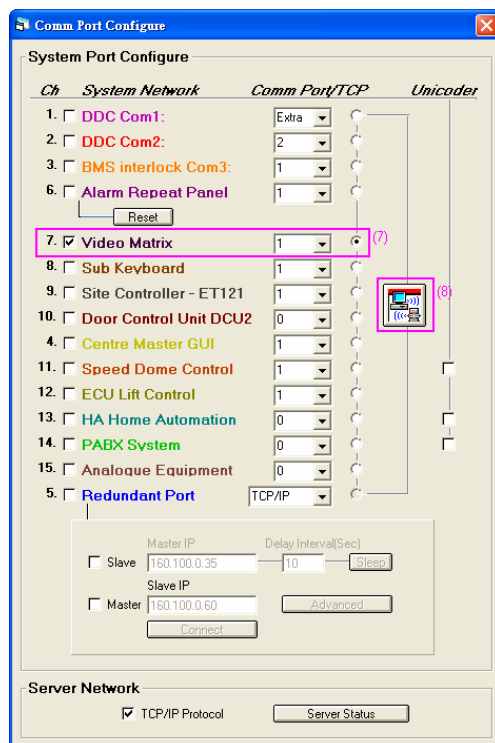 Comm Port Configure
System Port Configure
Ch System Network Comm Port/TCP Unicoder
1. DDC Com1: Extra
2. DDC Com2: 2
3. BMS interlock Com3: 1
6. Alarm Repeat Panel 1
Reset
7. Video Matrix 1 (7)
8. Sub Keyboard 1
9. Site Controller - ET121 1 (8)
10. Door Control Unit DCU2 0
4. Centre Master GUI 1
11. Speed Dome Control 1
12. ECU Lift Control 1
13. HA Home Automation 0
14. PABX System 0
15. Analogue Equipment 0
5. Redundant Port TCP/IP
Master IP Delay Interval(Sec)
Slave 160.100.0.35 10 Sleep
Slave IP
Master 160.100.0.60 Advanced
Connect
Server Network
TCP/IP Protocol Server Status